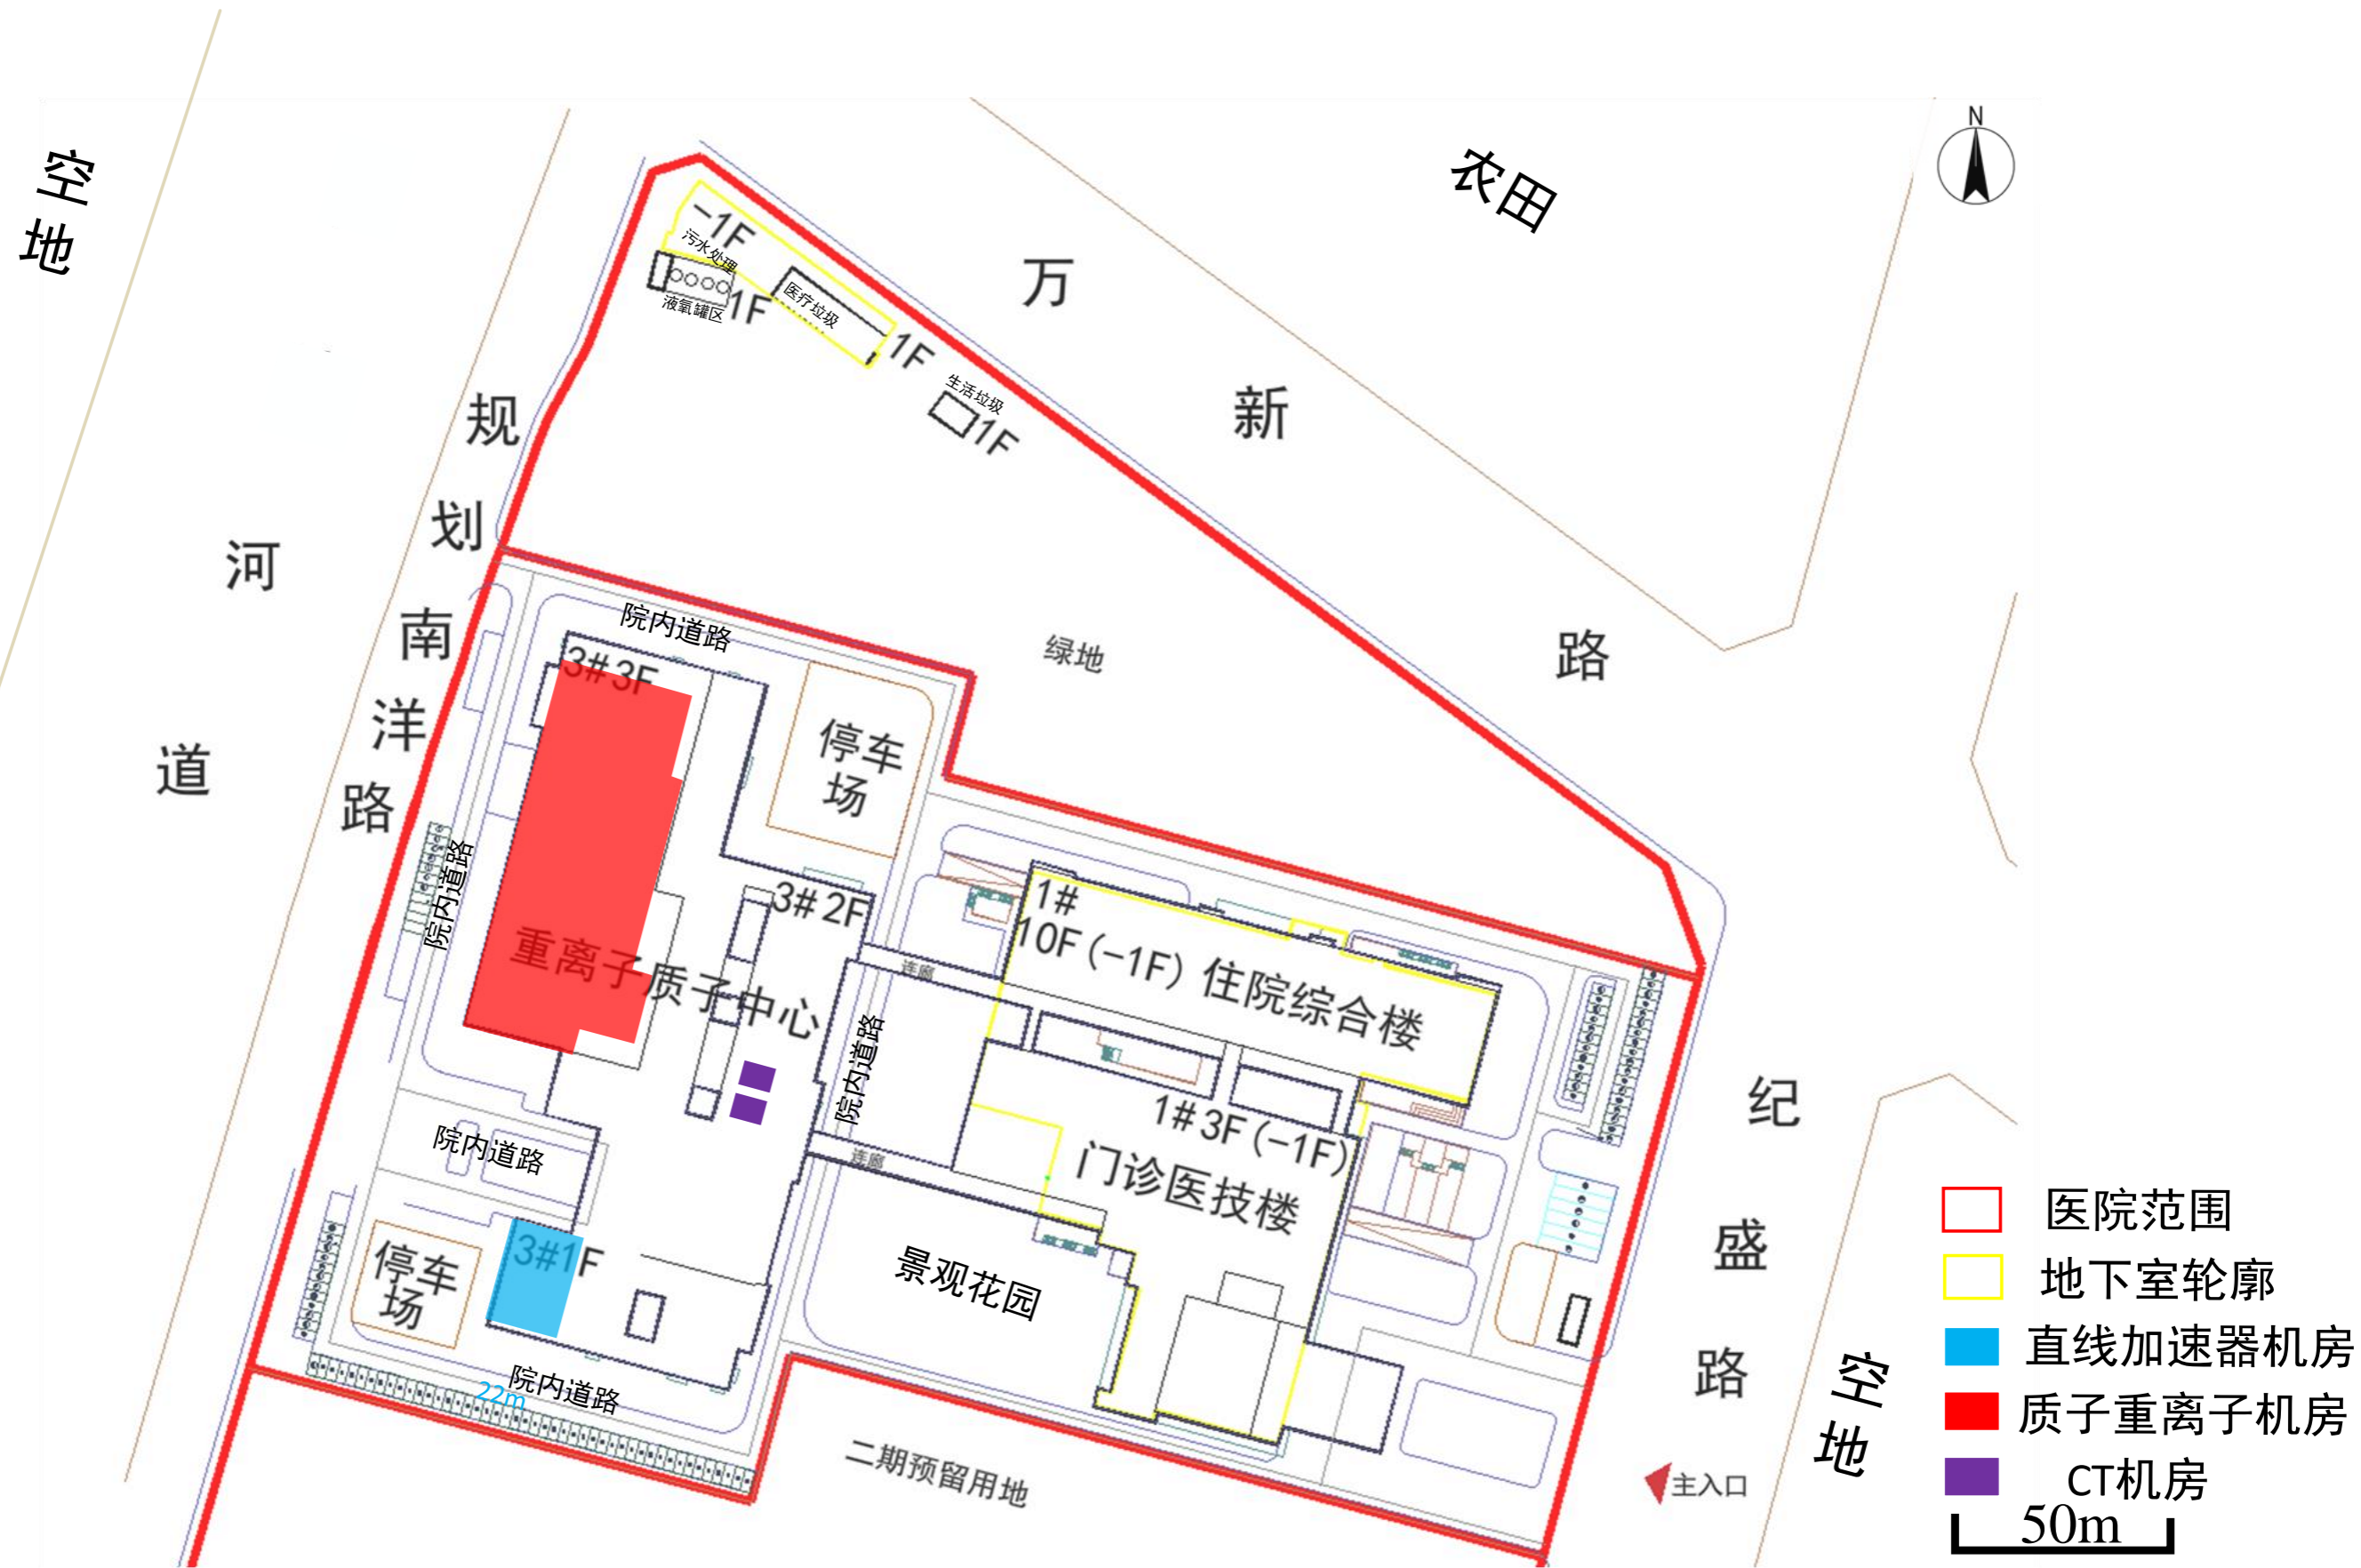 N
空地
农田
万新路
河道
规划南洋路
-1F
污水处理
液氧罐区
1F
医疗垃圾
1F
生活垃圾
1F
绿地
院内道路
3#3F
停车场
院内道路
3#2F
重离子质子中心
连廊
院内道路
1#
10F(-1F)住院综合楼
1#3F(-1F)
门诊医技楼
连廊
院内道路
3#1F
停车场
景观花园
院内道路
22m
二期预留用地
纪盛路
空地
主入口
医院范围
地下室轮廓
直线加速器机房
质子重离子机房
CT机房
50m